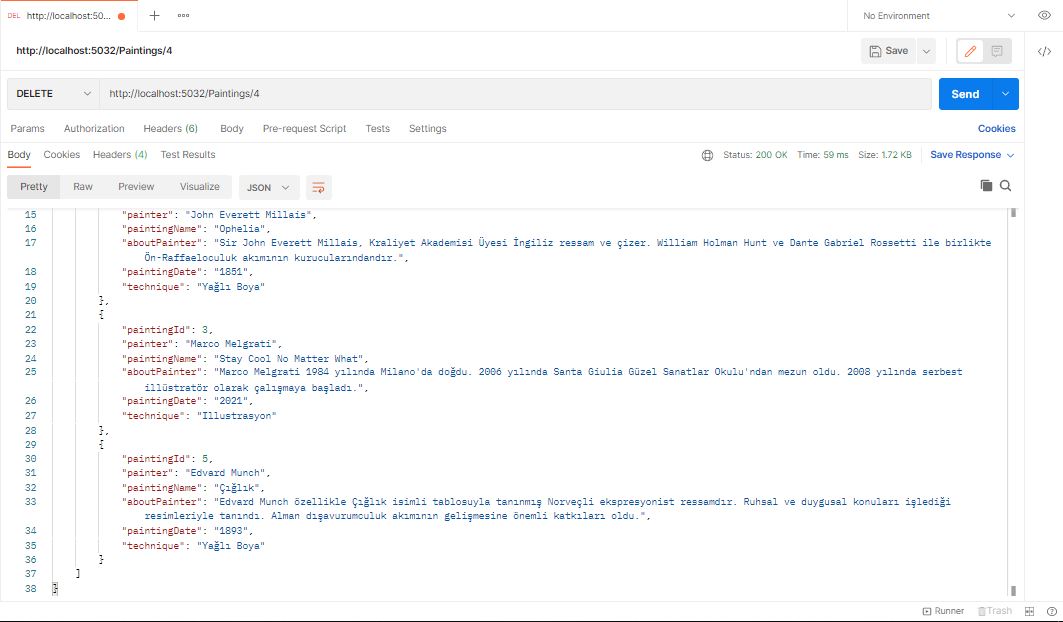 DEL http://localhost:50...
No Environment
http://localhost:5032/Paintings/4
Save
DELETE http://localhost:5032/Paintings/4 Send
Params Authorization Headers (6) Body Pre-request Script Tests Settings Cookies
Body Cookies Headers (4) Test Results Status: 200 OK Time: 59 ms Size: 1.72 KB Save Response
Pretty Raw Preview Visualize JSON
15 "painter": "John Everett Millais",
16 "paintingName": "Ophelia",
17 "aboutPainter": "Sir John Everett Millais, Kraliyet Akademisi Üyesi İngiliz ressam ve çizer. William Holman Hunt ve Dante Gabriel Rossetti ile birlikte
Ön-Raffaeloculuk akımının kurucularındandır.",
18 "paintingDate": "1851",
19 "technique": "Yağlı Boya"
20 },
21 {
22 "paintingId": 3,
23 "painter": "Marco Melgrati",
24 "paintingName": "Stay Cool No Matter What",
25 "aboutPainter": "Marco Melgrati 1984 yılında Milano'da doğdu. 2006 yılında Santa Giulia Güzel Sanatlar Okulu'ndan mezun oldu. 2008 yılında serbest
illüstratör olarak çalışmaya başladı.",
26 "paintingDate": "2021",
27 "technique": "Illustrasyon"
28 },
29 {
30 "paintingId": 5,
31 "painter": "Edvard Munch",
32 "paintingName": "Çığlık",
33 "aboutPainter": "Edvard Munch özellikle Çığlık isimli tablosuyla tanınmış Norveçli ekspresyonist ressamdır. Ruhsal ve duygusal konuları işlediği
resimleriyle tanındı. Alman dışavurumculuk akımının gelişmesine önemli katkıları oldu.",
34 "paintingDate": "1893",
35 "technique": "Yağlı Boya"
36 }
37 ]
38 }
Runner Trash